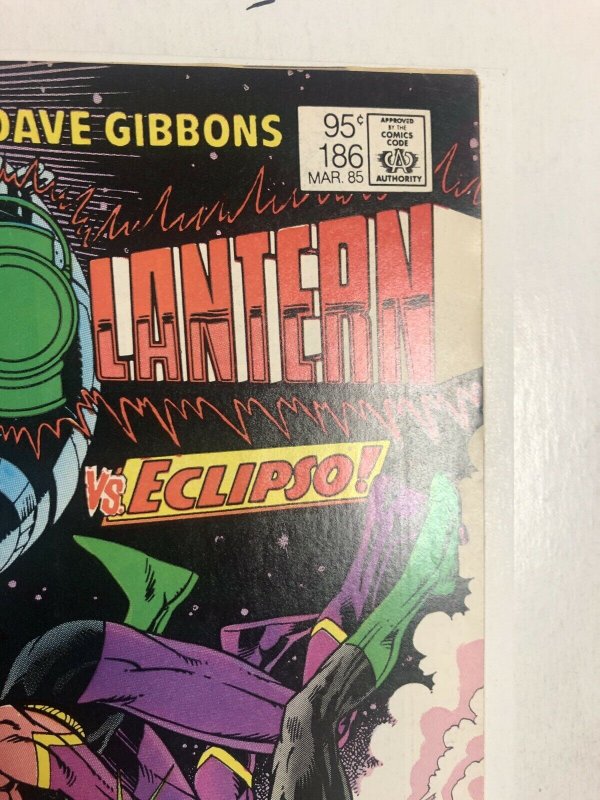 DAVE GIBBONS
95¢
186
MAR. 85
APPROVED
BY THE
COMICS
CODE
CA
AUTHORITY
LANTERN
VS. ECLIPSO!